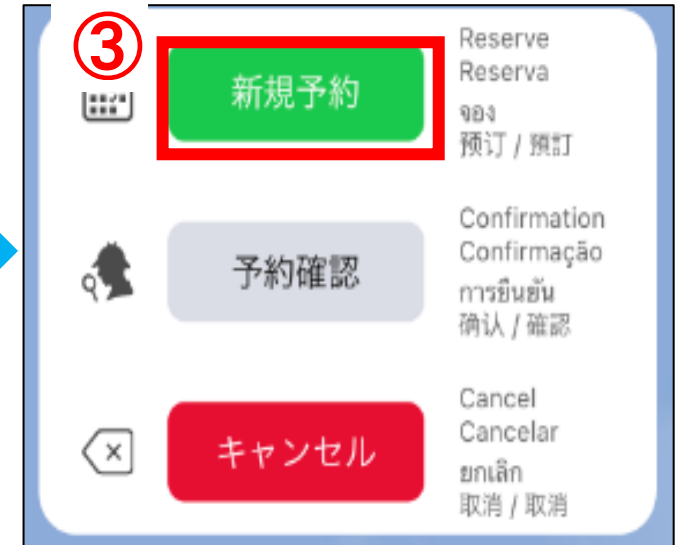 ③
新規予約
Reserve
Reserva
จอง
预订 / 預訂
予約確認
Confirmation
Confirmação
การยืนยัน
确认 / 確認
キャンセル
Cancel
Cancelar
ยกเลิก
取消 / 取消